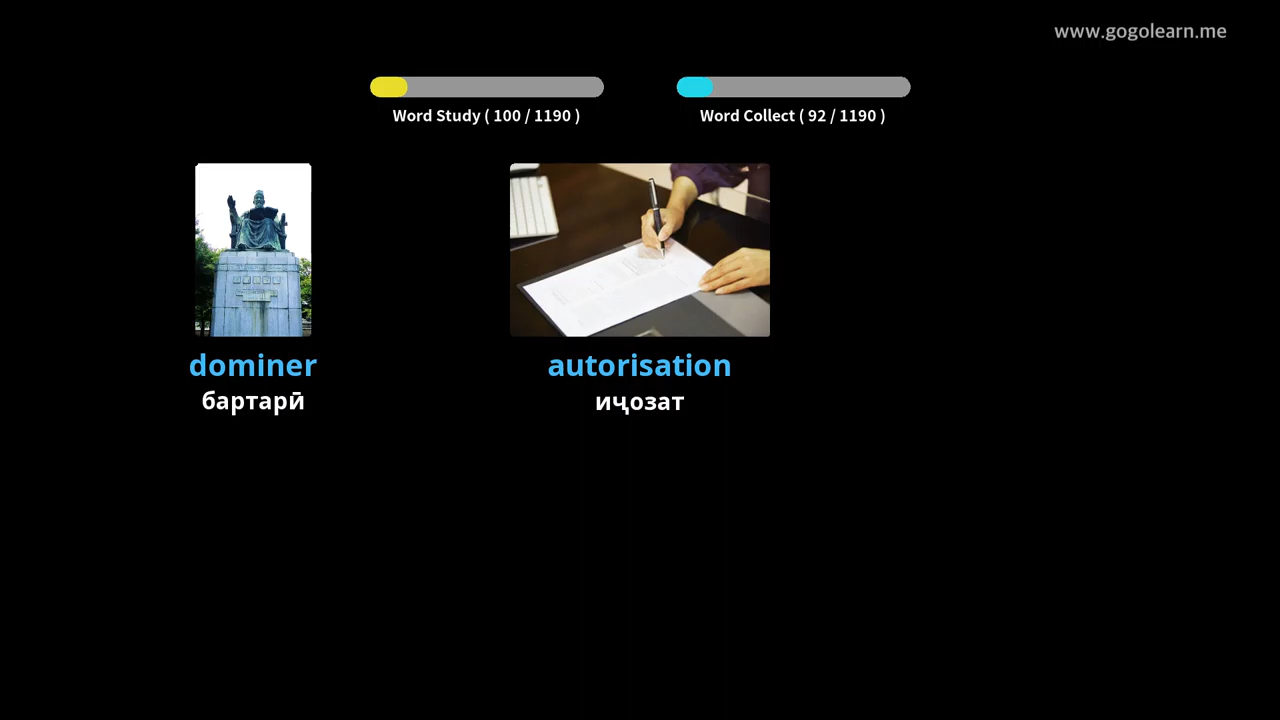 www.gogolearn.me
Word Study ( 100 / 1190 )
Word Collect ( 92 / 1190 )
dominer
бартарӣ
autorisation
иҷозат